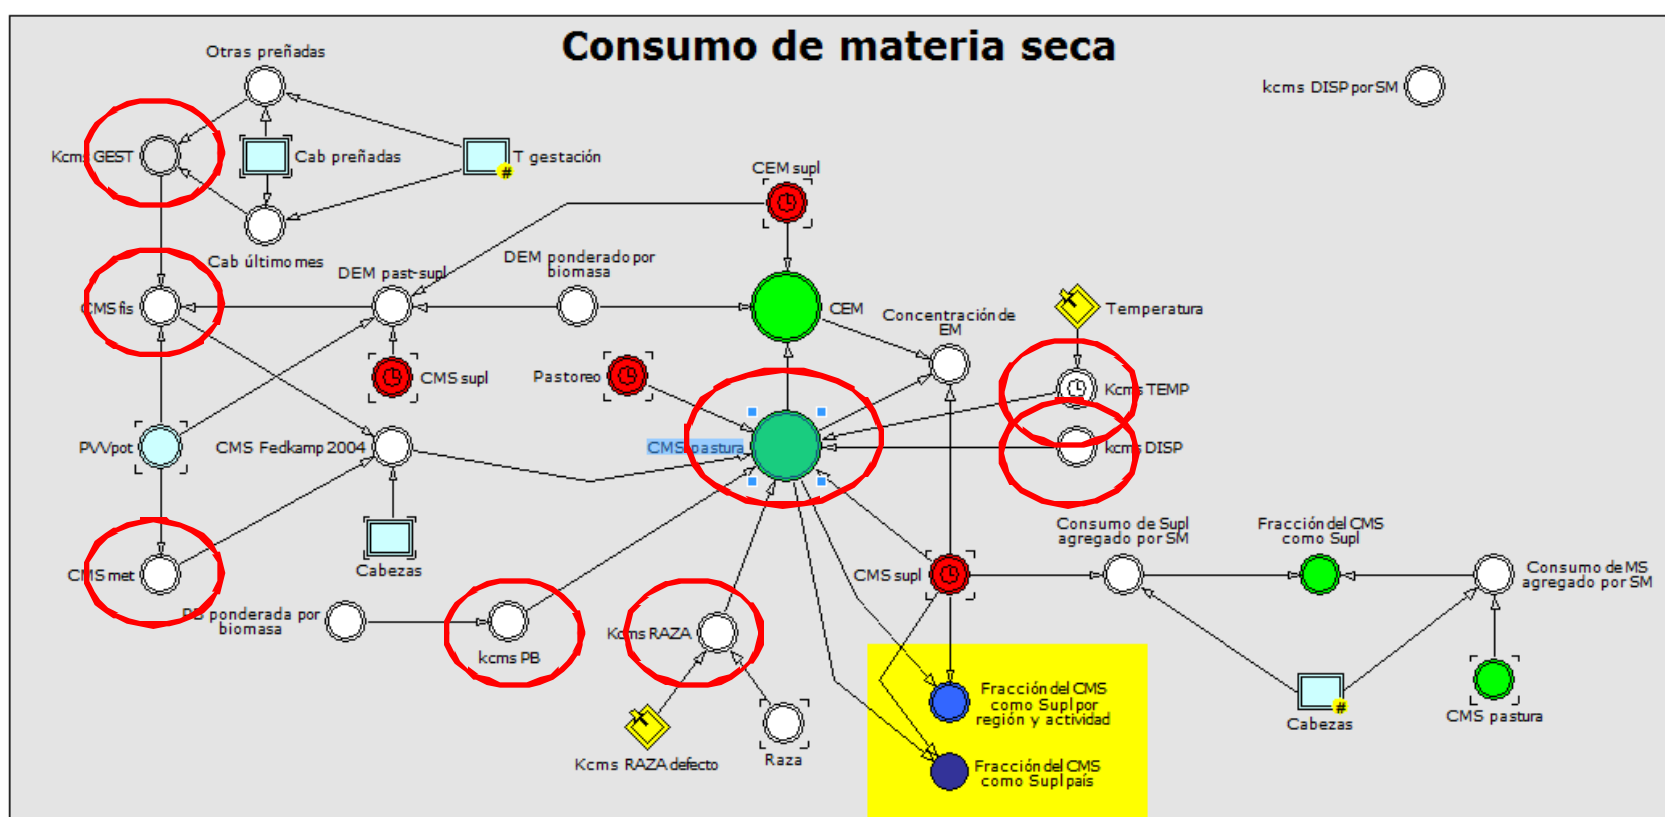 Consumo de materia seca
Otras preñadas
kcms DISP por SM
Kcms GEST
Cab preñadas
T gestación
#
CEM supl
Cab último mes
DEM past-supl
DEM ponderado por
biomasa
CMS fis
CEM
Concentración de
EM
Temperatura
CMS supl
Pastoreo
Kcms TEMP
PVVpot
CMS Fedkamp 2004
CMS pastura
kcms DISP
Consumo de Supl
agregado por SM
Fracción del CMS
como Supl
CMS met
Cabezas
CMS supl
Consumo de MS
agregado por SM
PB ponderada por
biomasa
kcms PB
Kcms RAZA
Fracción del CMS
como Supl por
región y actividad
#
Cabezas
CMS pastura
Kcms RAZA defecto
Raza
Fracción del CMS
como Supl país